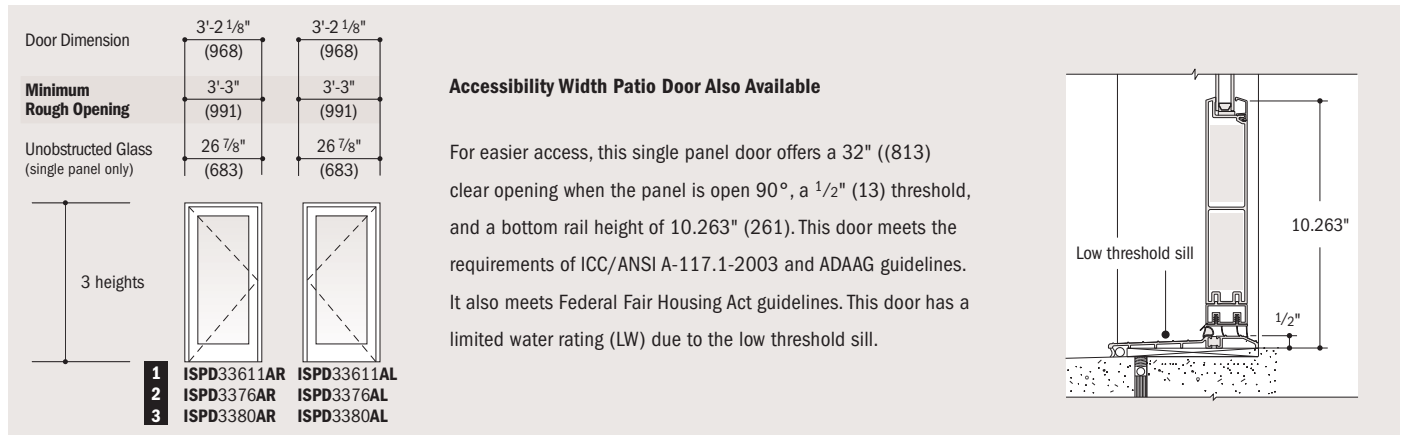 Door Dimension
3'-2 1/8"
3'-2 1/8"
(968)
(968)
Minimum
Rough Opening
3'-3"
3'-3"
(991)
(991)
Unobstructed Glass
(single panel only)
26 7/8"
26 7/8"
(683)
(683)
3 heights
1 ISPD33611AR ISPD33611AL
2 ISPD3376AR ISPD3376AL
3 ISPD3380AR ISPD3380AL
Accessibility Width Patio Door Also Available
For easier access, this single panel door offers a 32" ((813)
clear opening when the panel is open 90°, a 1/2" (13) threshold,
and a bottom rail height of 10.263" (261). This door meets the
requirements of ICC/ANSI A-117.1-2003 and ADAAG guidelines.
It also meets Federal Fair Housing Act guidelines. This door has a
limited water rating (LW) due to the low threshold sill.
10.263"
Low threshold sill
1/2"